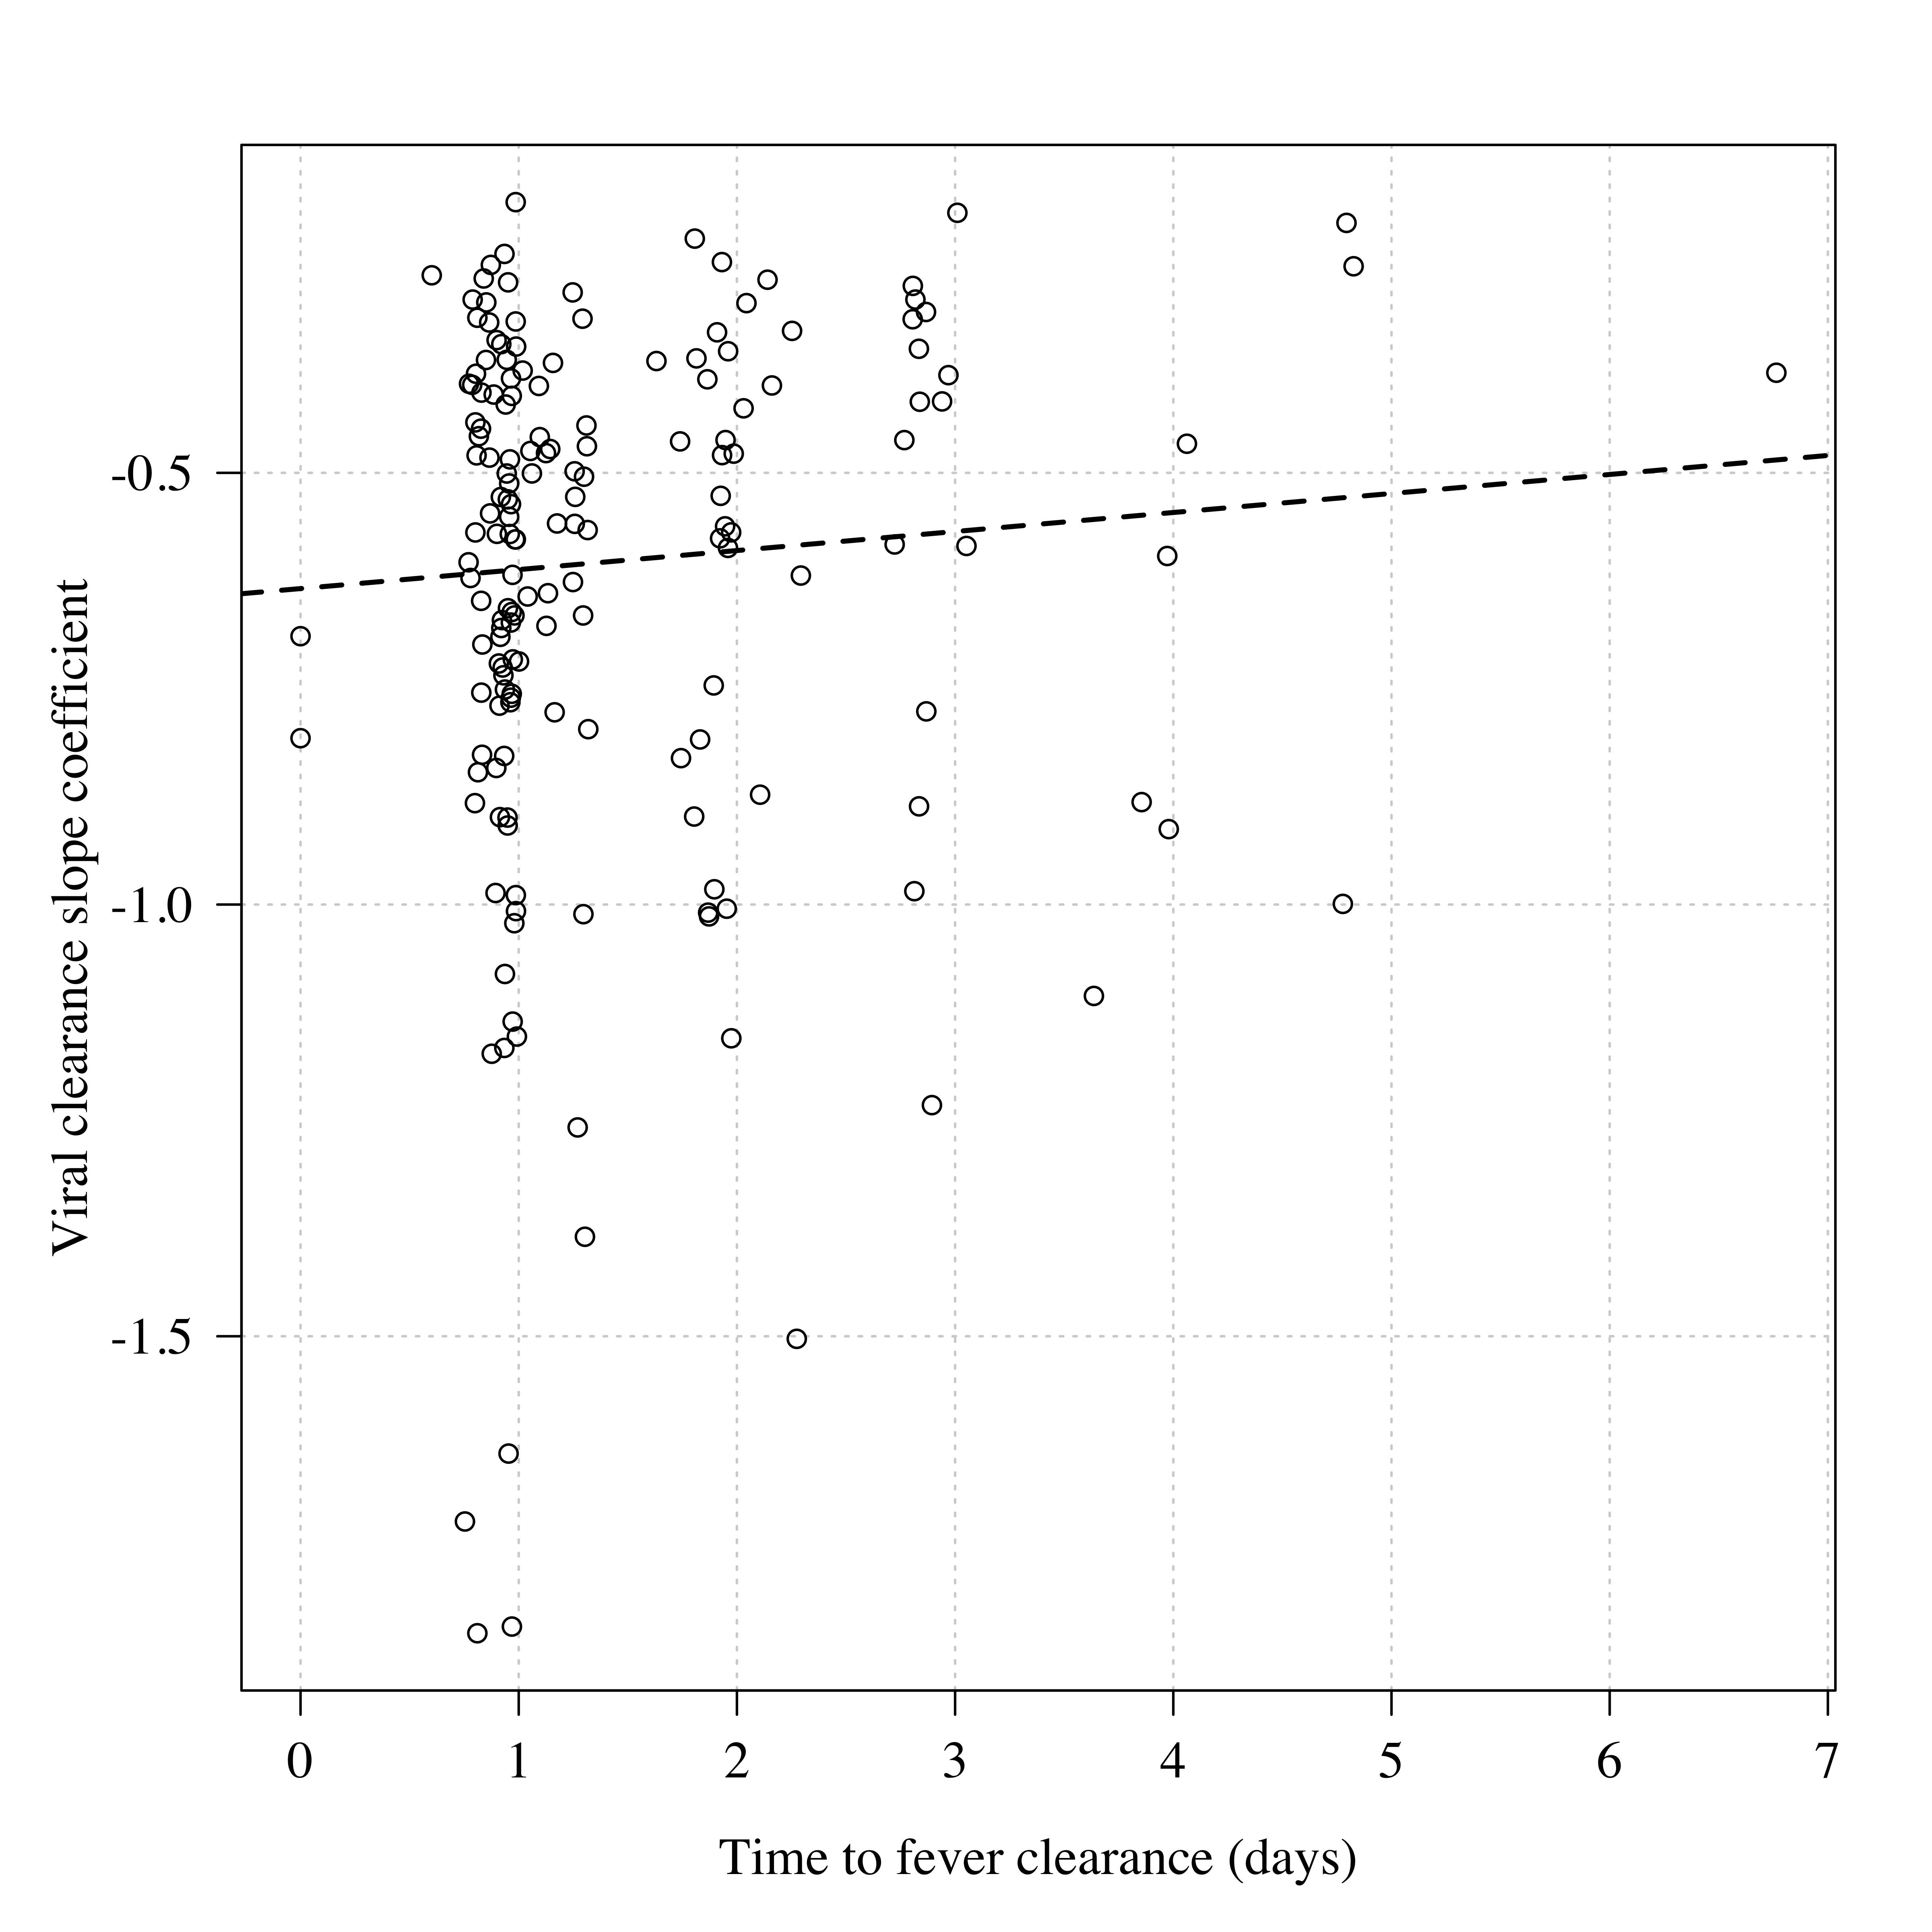 Viral clearance slope coefficient
-0.5
-1.0
-1.5
0 1 2 3 4 5 6 7
Time to fever clearance (days)